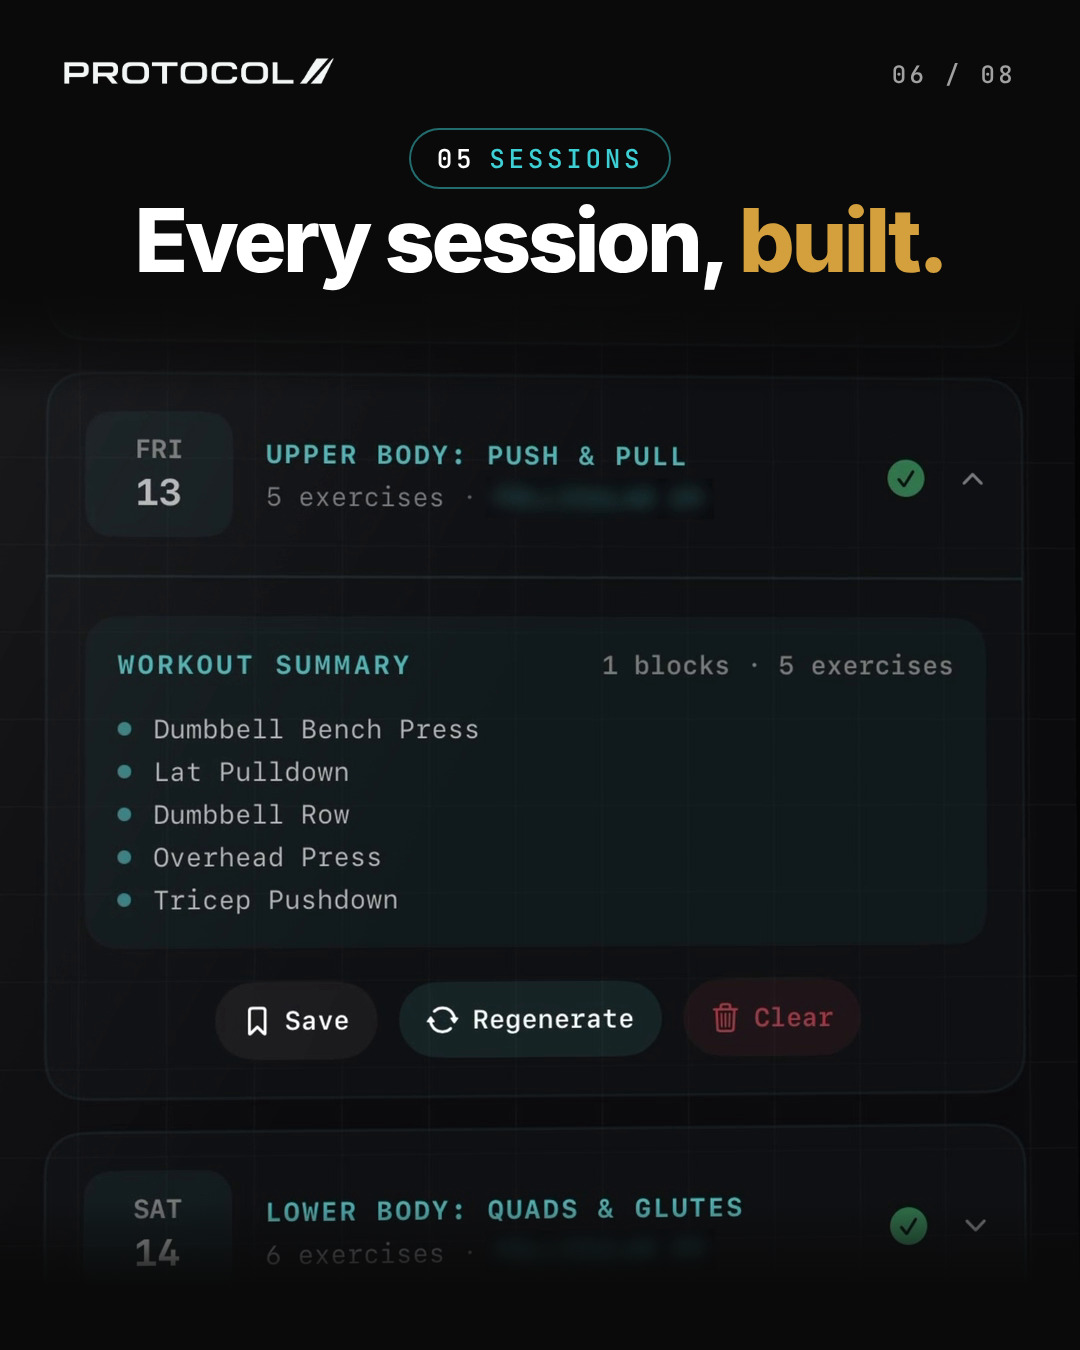 PROTOCOL
06 / 08
05 SESSIONS
Every session, built.
FRI
13
UPPER BODY: PUSH & PULL
5 exercises ·
WORKOUT SUMMARY
1 blocks · 5 exercises
Dumbbell Bench Press
Lat Pulldown
Dumbbell Row
Overhead Press
Tricep Pushdown
Save
Regenerate
Clear
SAT
14
LOWER BODY: QUADS & GLUTES
6 exercises ·